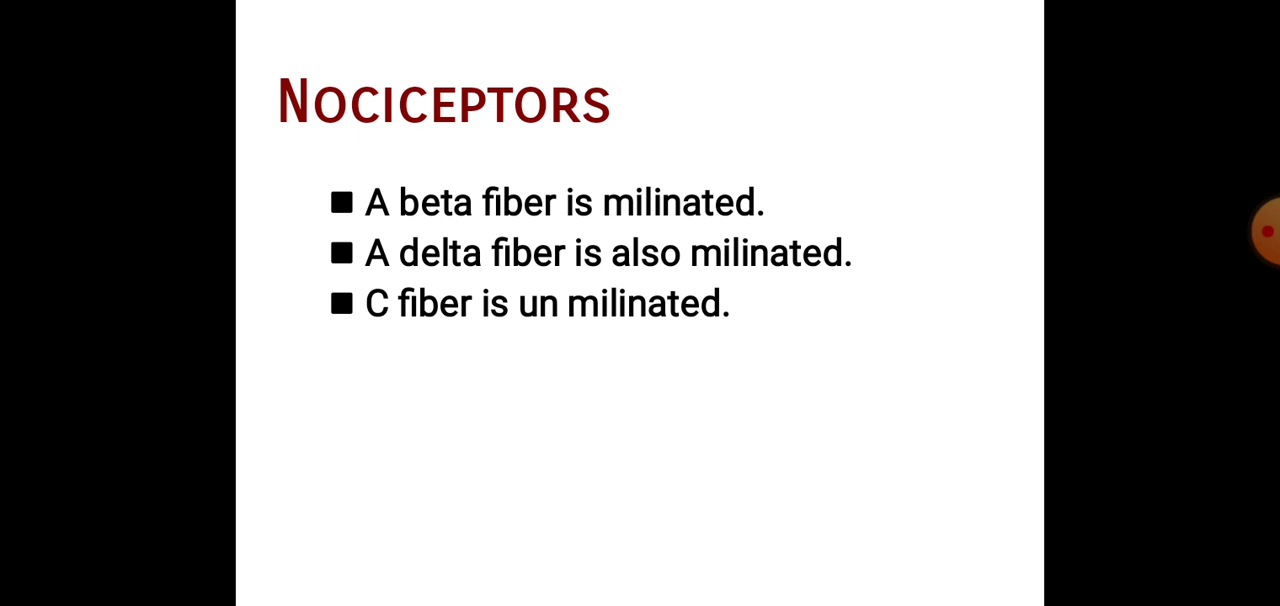 Nociceptors
■ A beta fiber is milinated.
■ A delta fiber is also milinated.
■ C fiber is un milinated.